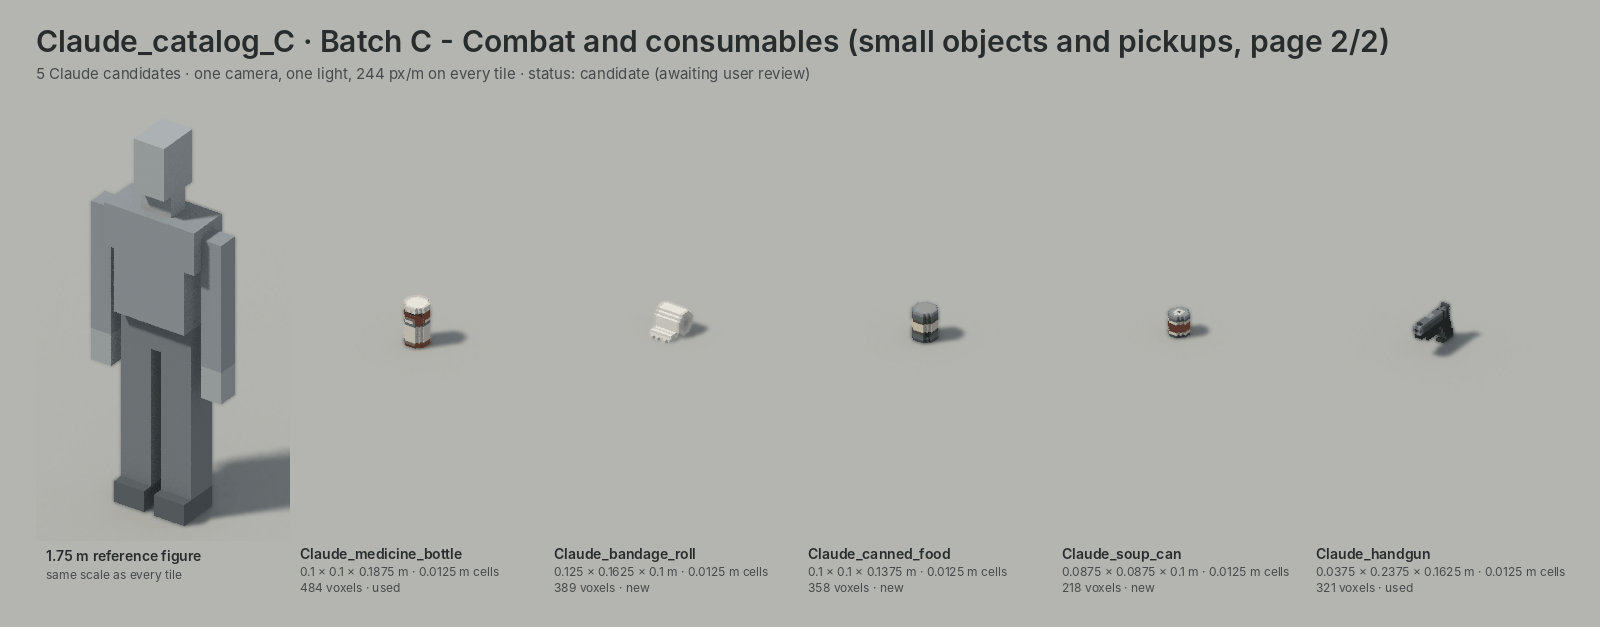 Claude_catalog_C · Batch C - Combat and consumables (small objects and pickups, page 2/2)
5 Claude candidates · one camera, one light, 244 px/m on every tile · status: candidate (awaiting user review)
1.75 m reference figure
same scale as every tile
Claude_medicine_bottle
0.1 × 0.1 × 0.1875 m · 0.0125 m cells
484 voxels · used
Claude_bandage_roll
0.125 × 0.1625 × 0.1 m · 0.0125 m cells
389 voxels · new
Claude_canned_food
0.1 × 0.1 × 0.1375 m · 0.0125 m cells
358 voxels · new
Claude_soup_can
0.0875 × 0.0875 × 0.1 m · 0.0125 m cells
218 voxels · new
Claude_handgun
0.0375 × 0.2375 × 0.1625 m · 0.0125 m cells
321 voxels · used